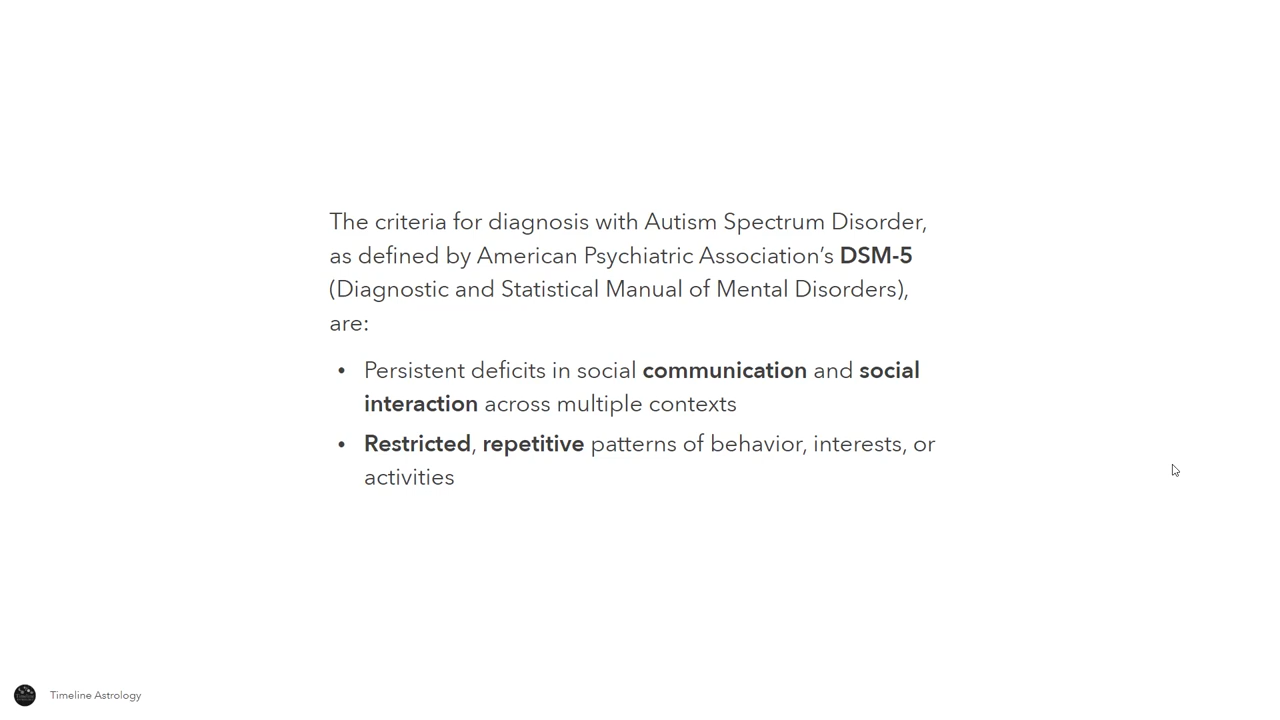 The criteria for diagnosis with Autism Spectrum Disorder,
as defined by American Psychiatric Association's DSM-5
(Diagnostic and Statistical Manual of Mental Disorders),
are:
• Persistent deficits in social communication and social
interaction across multiple contexts
• Restricted, repetitive patterns of behavior, interests, or
activities
Timeline Astrology